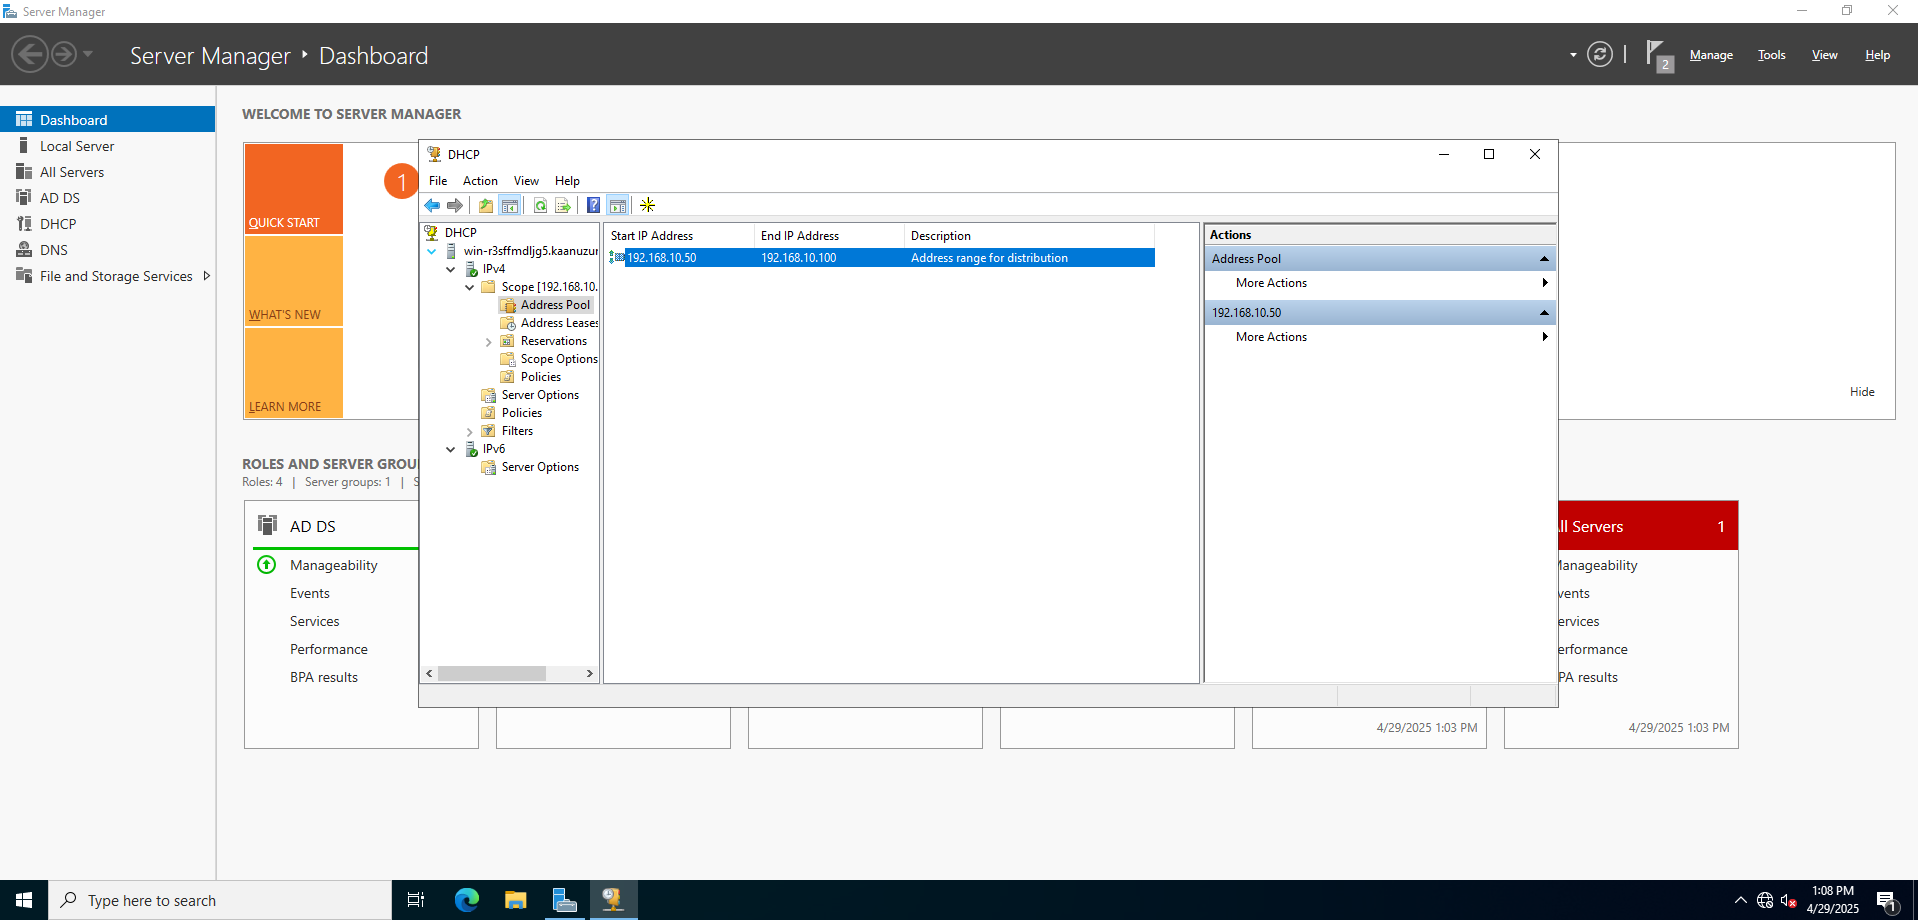 Server Manager
Server Manager ‣ Dashboard
2
Manage
Tools
View
Help
Dashboard
Local Server
All Servers
AD DS
DHCP
DNS
File and Storage Services
WELCOME TO SERVER MANAGER
QUICK START
WHAT'S NEW
LEARN MORE
1
Hide
DHCP
File Action View Help
DHCP
win-r3sffmdljg5.kaanuzur
IPv4
Scope [192.168.10.
Address Pool
Address Leases
Reservations
Scope Options
Policies
Server Options
Policies
Filters
IPv6
Server Options
Start IP Address End IP Address Description
192.168.10.50 192.168.10.100 Address range for distribution
Actions
Address Pool
More Actions
192.168.10.50
More Actions
ROLES AND SERVER GROU
Roles: 4 | Server groups: 1 | S
AD DS
Manageability
Events
Services
Performance
BPA results
4/29/2025 1:03 PM
ll Servers 1
Manageability
vents
ervices
erformance
PA results
4/29/2025 1:03 PM
Type here to search
1:08 PM
4/29/2025
1